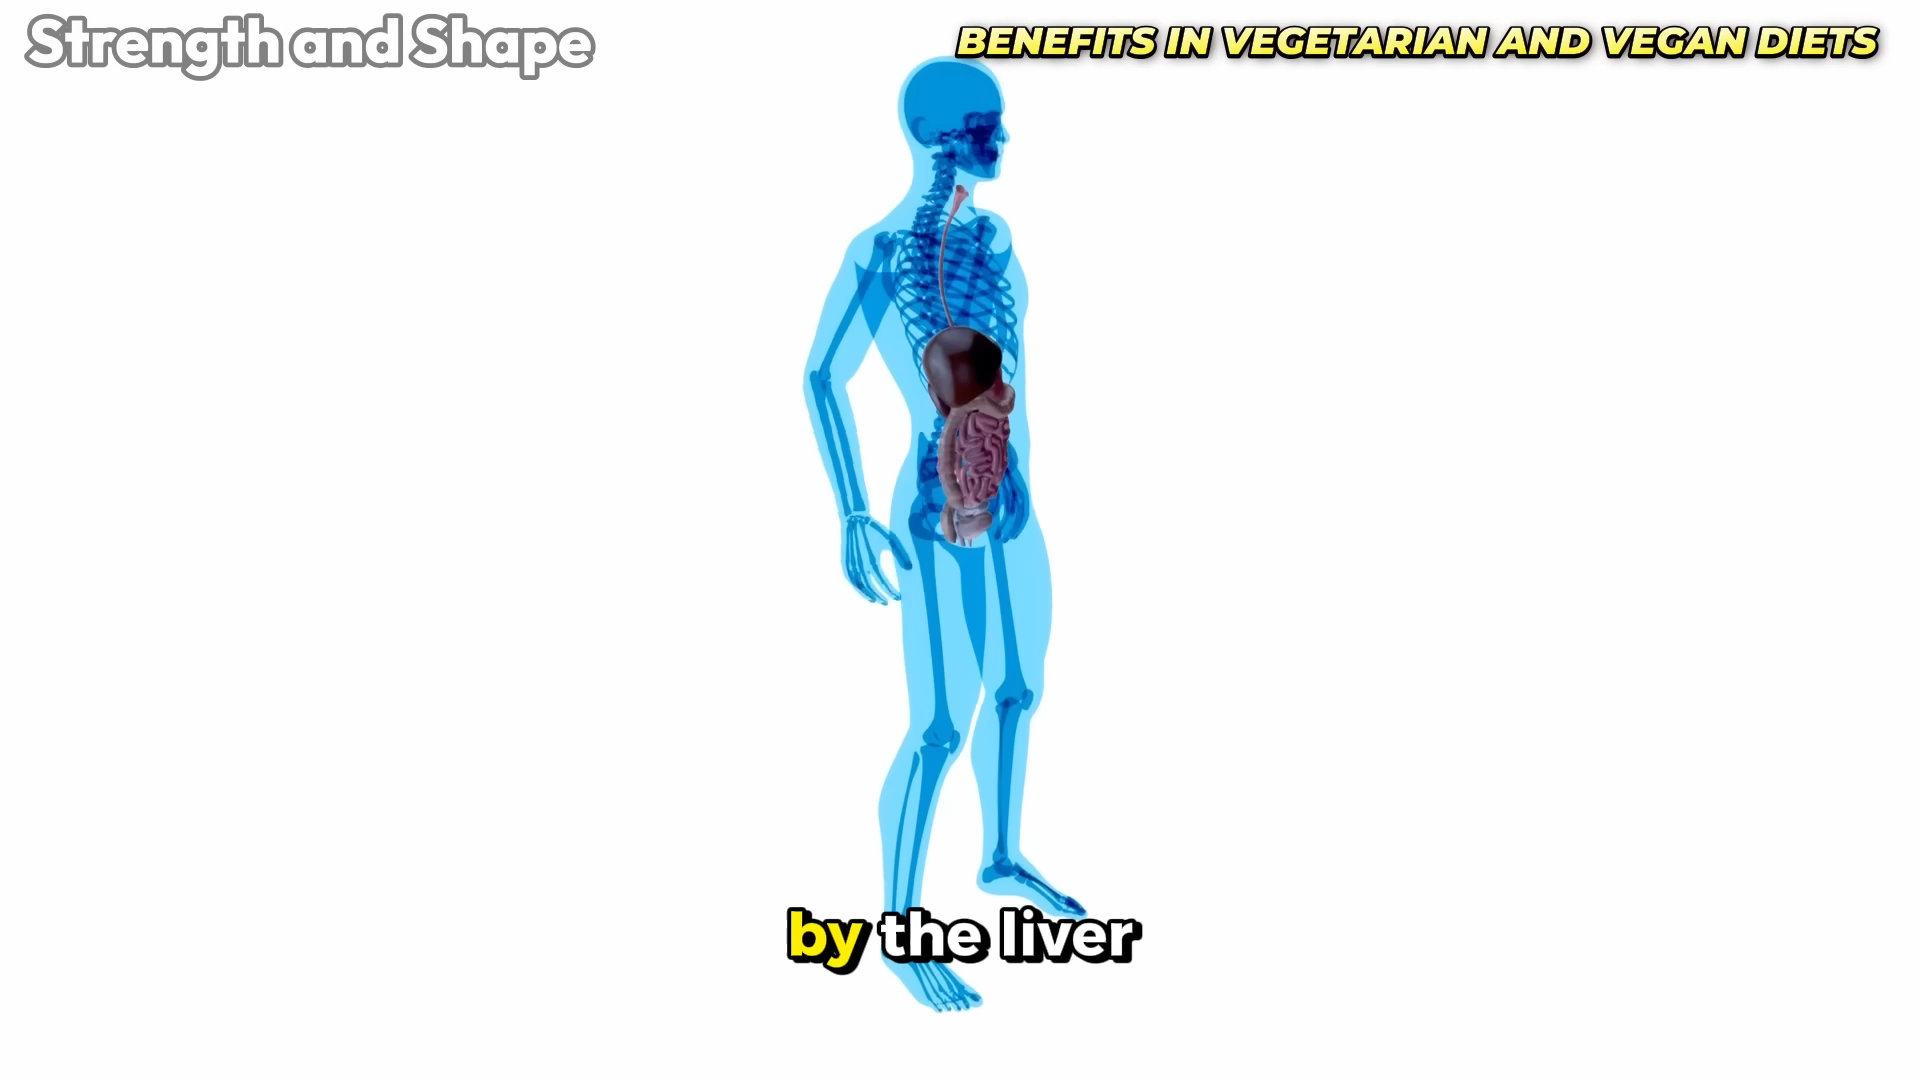 Strength and Shape
BENEFITS IN VEGETARIAN AND VEGAN DIETS
by the liver